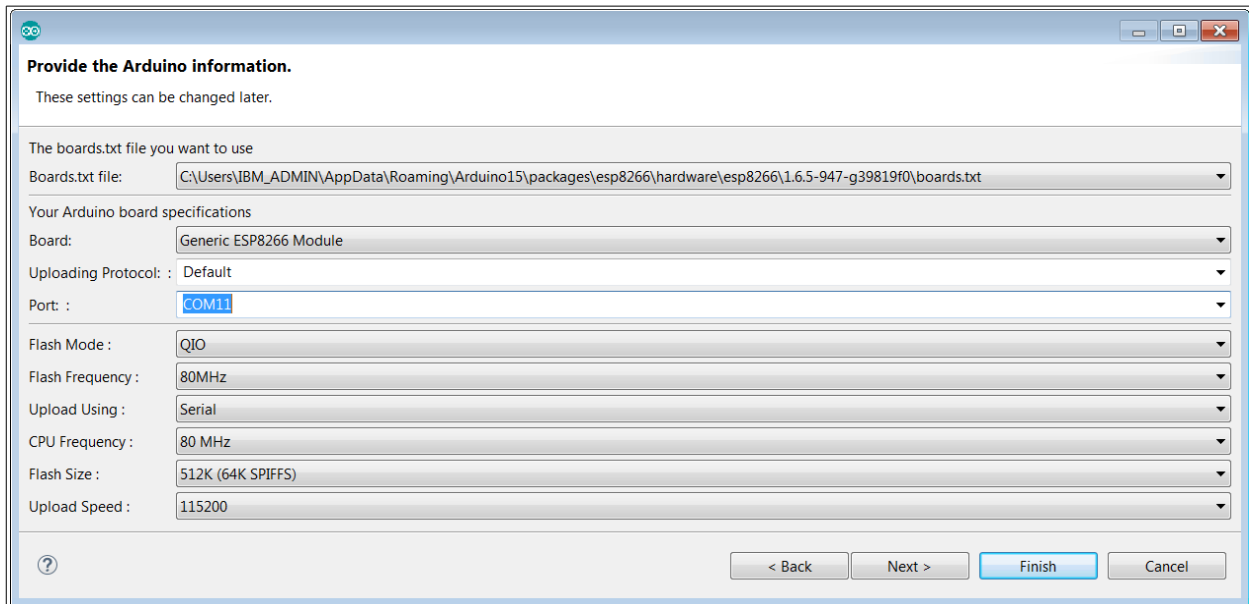 Provide the Arduino information.
These settings can be changed later.
The boards.txt file you want to use
Boards.txt file: C:\Users\IBM_ADMIN\AppData\Roaming\Arduino15\packages\esp8266\hardware\esp8266\1.6.5-947-g39819f0\boards.txt
Your Arduino board specifications
Board: Generic ESP8266 Module
Uploading Protocol: : Default
Port: : COM11
Flash Mode : QIO
Flash Frequency : 80MHz
Upload Using : Serial
CPU Frequency : 80 MHz
Flash Size : 512K (64K SPIFFS)
Upload Speed : 115200
? < Back Next > Finish Cancel